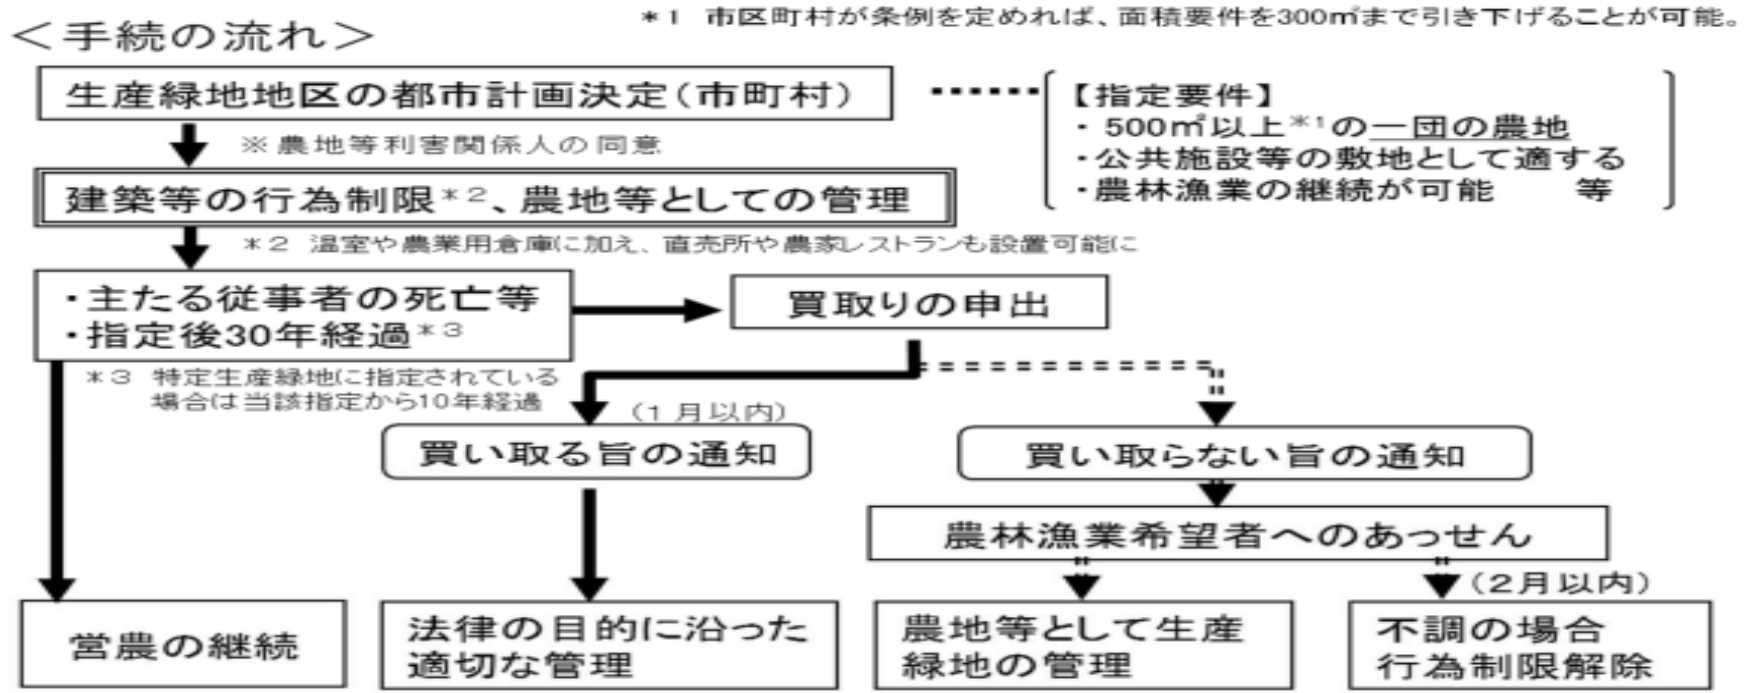 ＜手続の流れ＞
＊1　市区町村が条例を定めれば、面積要件を300㎡まで引き下げることが可能。
生産緑地地区の都市計画決定（市町村）
【指定要件】
・500㎡以上＊1の一団の農地
・公共施設等の敷地として適する
・農林漁業の継続が可能　　等
※農地等利害関係人の同意
建築等の行為制限＊2、農地等としての管理
＊2　温室や農業用倉庫に加え、直売所や農家レストランも設置可能に
・主たる従事者の死亡等
・指定後30年経過＊3
買取りの申出
＊3　特定生産緑地に指定されている
場合は当該指定から10年経過
（1月以内）
買い取る旨の通知
買い取らない旨の通知
農林漁業希望者へのあっせん
（2月以内）
営農の継続
法律の目的に沿った
適切な管理
農地等として生産
緑地の管理
不調の場合
行為制限解除